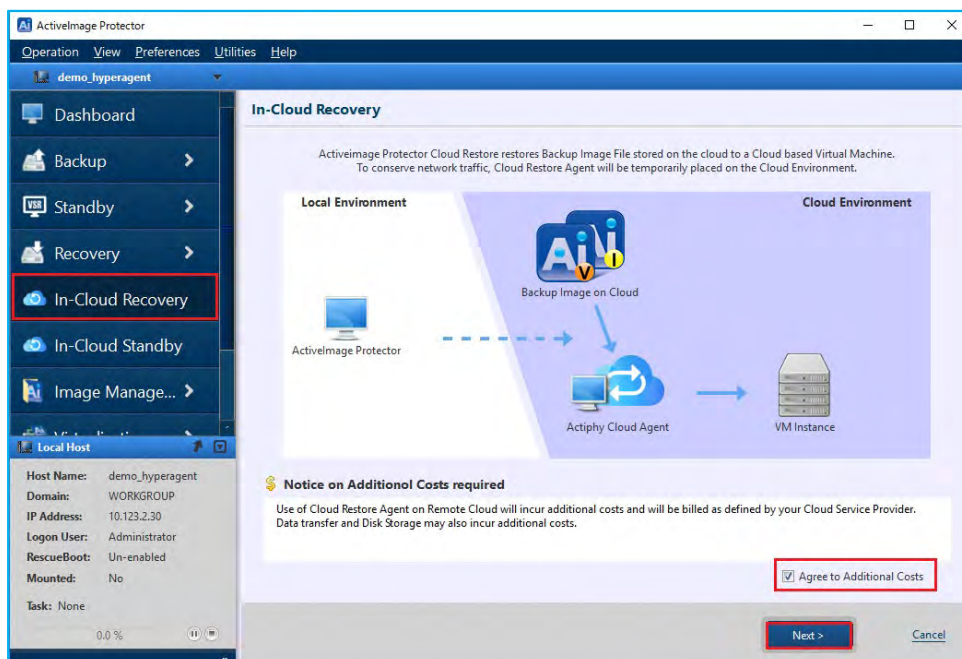 ActiveImage Protector
Operation View Preferences Utilities Help
demo_hyperagent
Dashboard
Backup
Standby
Recovery
In-Cloud Recovery
In-Cloud Standby
Image Manage...
Local Host
Host Name: demo_hyperagent
Domain: WORKGROUP
IP Address: 10.123.2.30
Logon User: Administrator
RescueBoot: Un-enabled
Mounted: No
Task: None
0.0 %
In-Cloud Recovery
Activeimage Protector Cloud Restore restores Backup Image File stored on the cloud to a Cloud based Virtual Machine.
To conserve network traffic, Cloud Restore Agent will be temporarily placed on the Cloud Environment.
Local Environment
Cloud Environment
Backup Image on Cloud
ActiveImage Protector
Actiphy Cloud Agent
VM Instance
Notice on Additionol Costs required
Use of Cloud Restore Agent on Remote Cloud will incur additional costs and will be billed as defined by your Cloud Service Provider.
Data transfer and Disk Storage may also incur additional costs.
Agree to Additional Costs
Next >
Cancel